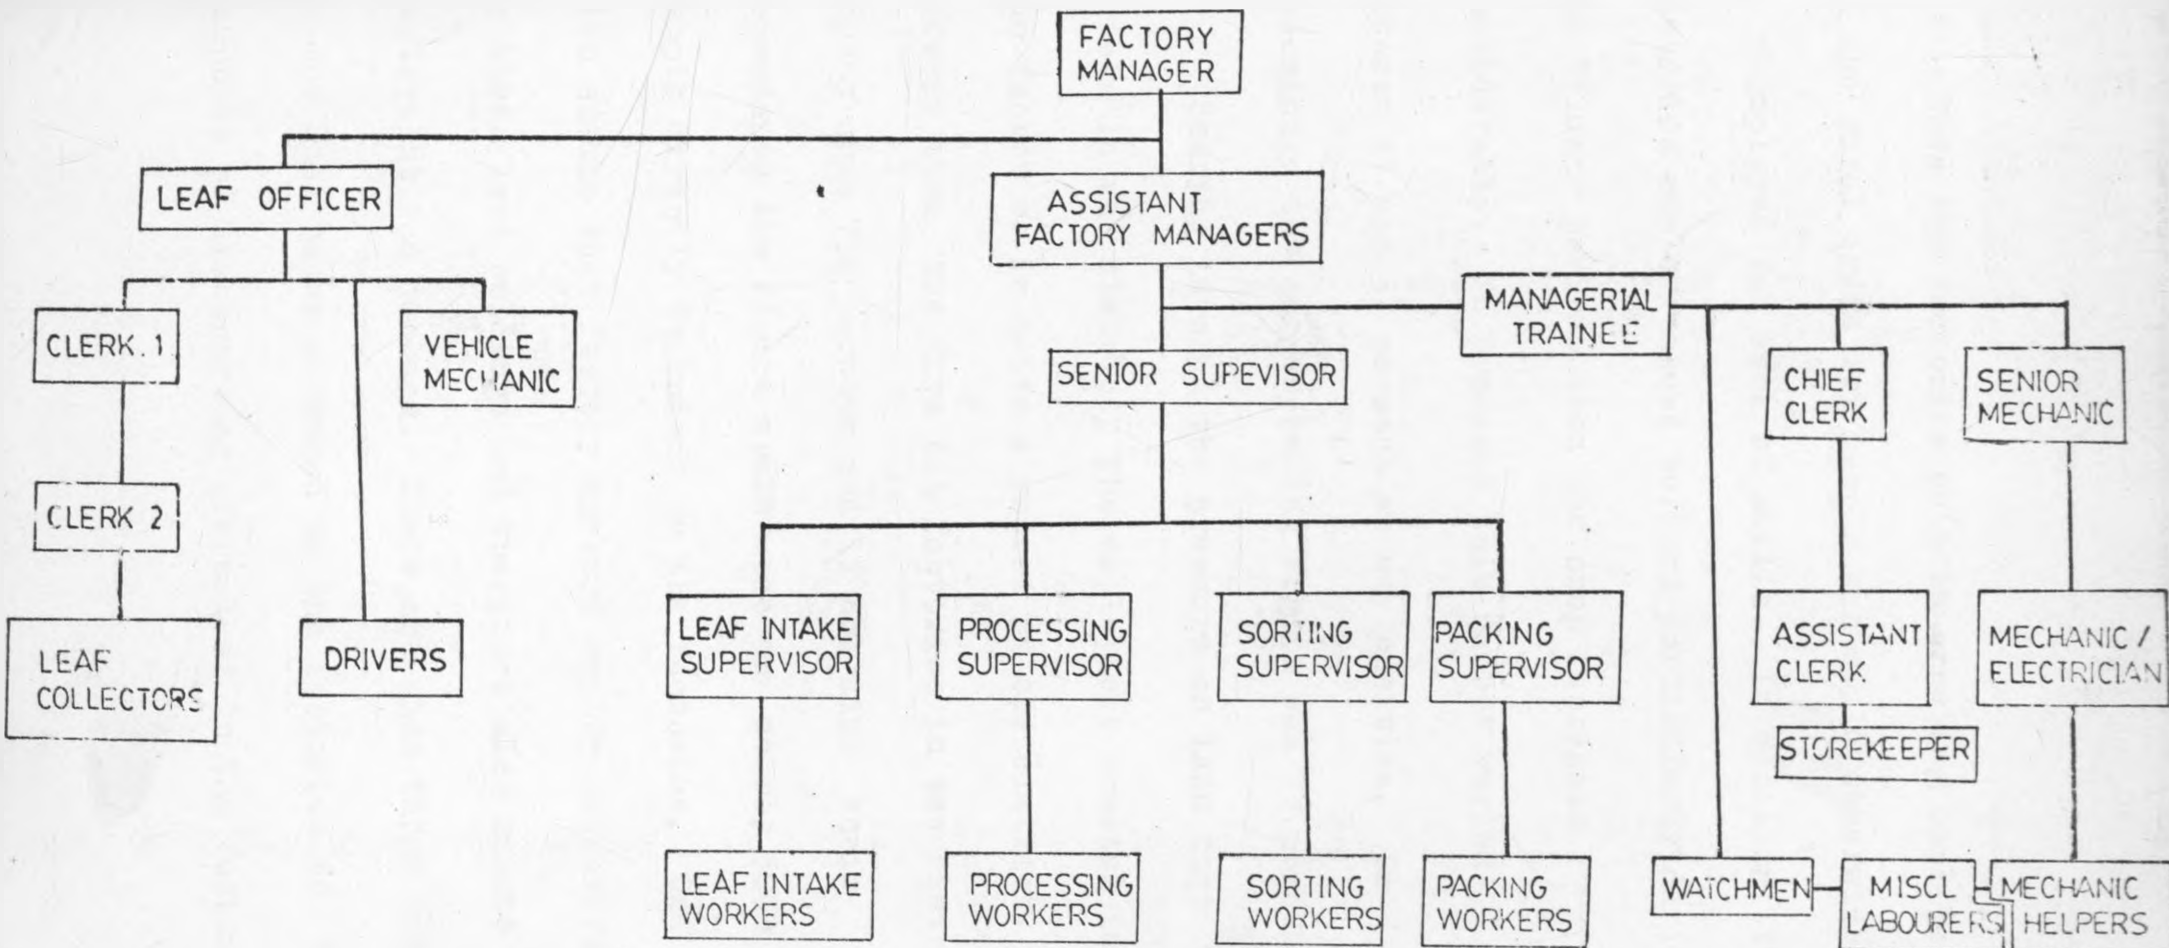 FACTORY
MANAGER
LEAF OFFICER
ASSISTANT
FACTORY MANAGERS
MANAGERIAL
TRAINEE
CLERK. 1
VEHICLE
MECHANIC
SENIOR SUPEVISOR
CHIEF
CLERK
SENIOR
MECHANIC
CLERK 2
LEAF
COLLECTORS
DRIVERS
LEAF INTAKE
SUPERVISOR
PROCESSING
SUPERVISOR
SORTING
SUPERVISOR
PACKING
SUPERVISOR
ASSISTANT
CLERK
MECHANIC/
ELECTRICIAN
STOREKEEPER
LEAF INTAKE
WORKERS
PROCESSING
WORKERS
SORTING
WORKERS
PACKING
WORKERS
WATCHMEN
MISCL
LABOURERS
MECHANIC
HELPERS